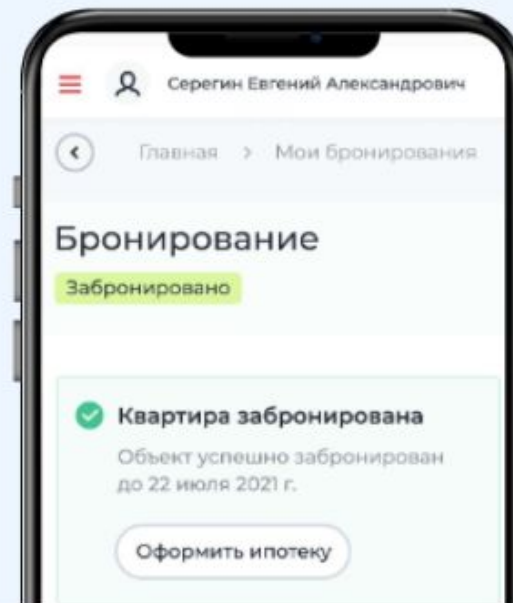 Серегин Евгений Александрович
Главная > Мои бронирования
Бронирование
Забронировано
Квартира забронирована
Объект успешно забронирован
до 22 июля 2021 г.
Оформить ипотеку